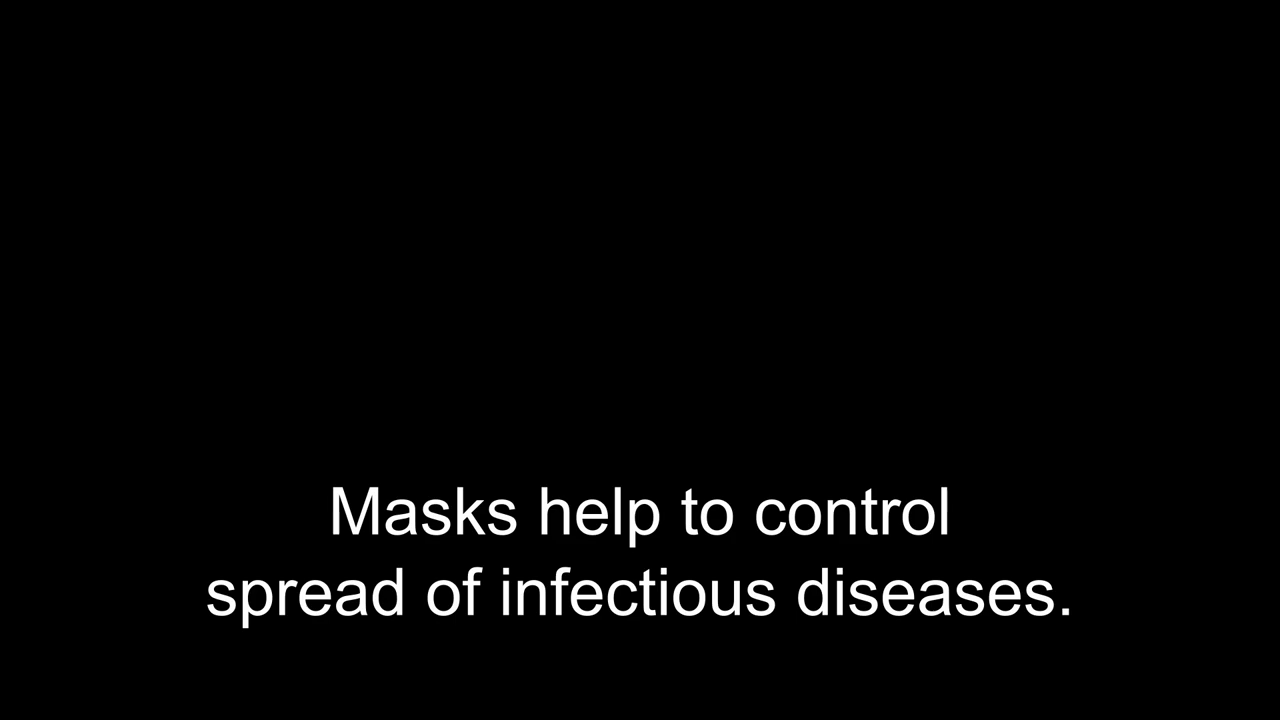 Masks help to control
spread of infectious diseases.